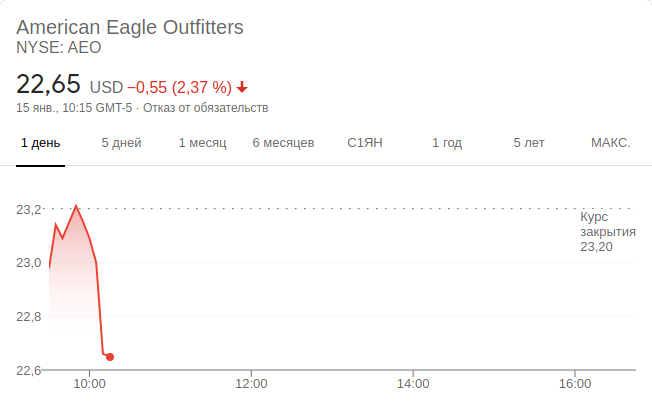 American Eagle Outfitters
NYSE: AEO
22,65 USD −0,55 (2,37 %)
15 янв., 10:15 GMT-5 · Отказ от обязательств
1 день 5 дней 1 месяц 6 месяцев С1ЯН 1 год 5 лет МАКС.
23,2
Курс
закрытия
23,20
23,0
22,8
22,6
10:00 12:00 14:00 16:00